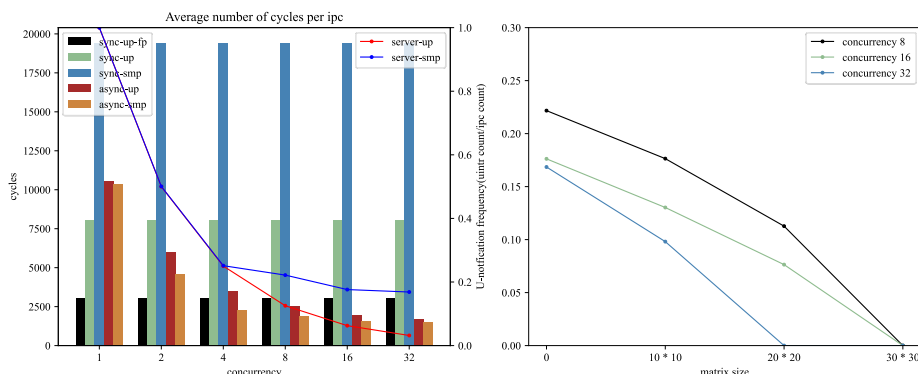 Average number of cycles per ipc
20000
17500
15000
12500
10000
7500
5000
2500
0
cycles
sync-up-fp
sync-up
sync-smp
async-up
async-smp
server-up
server-smp
1.0
0.8
0.6
0.4
0.2
0.0
1 2 4 8 16 32
concurrency
U-notification frequency(uintr count/ipc count)
0.30
0.25
0.20
0.15
0.10
0.05
0.00
concurrency 8
concurrency 16
concurrency 32
0 10 * 10 20 * 20 30 * 30
matrix size